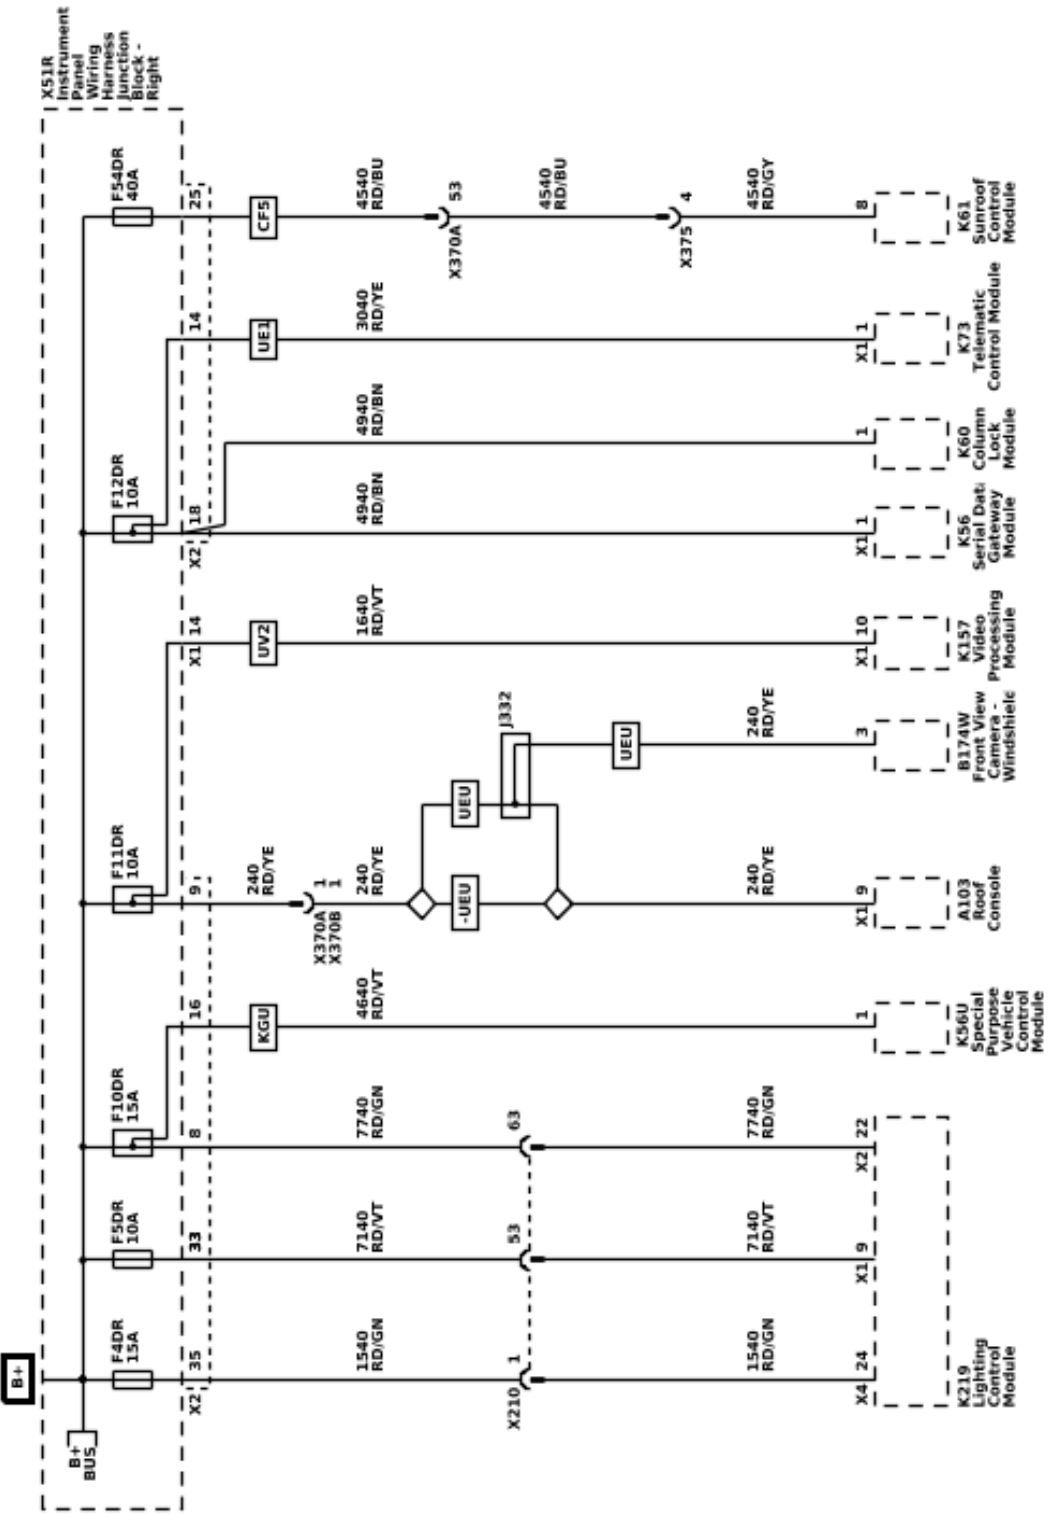 B+
X51R
Instrument
Panel
Wiring
Harness
Junction
Block -
Right
B+
BUS
F4DR
15A
F5DR
10A
F10DR
15A
F11DR
10A
F12DR
10A
F54DR
40A
X2
35
33
8
16
9
X1
14
X2
18
14
25
KGU
240
RD/YE
UV2
UE1
CF5
X370A
X370B
1
1
1540
RD/GN
7140
RD/VT
7740
RD/GN
4640
RD/VT
240
RD/YE
1640
RD/VT
4940
RD/BN
4940
RD/BN
3040
RD/YE
4540
RD/BU
X370A
53
-UEU
UEU
J332
X210
1
53
63
4540
RD/BU
UEU
X375
4
1540
RD/GN
7140
RD/VT
7740
RD/GN
240
RD/YE
240
RD/YE
4540
RD/GY
X4
24
X1
9
X2
22
1
X1
9
3
X1
10
X1
1
1
X1
1
8
K219
Lighting
Control
Module
K56U
Special
Purpose
Vehicle
Control
Module
A103
Roof
Console
B174W
Front View
Camera -
Windshield
K157
Video
Processing
Module
K56
Serial Data
Gateway
Module
K60
Column
Lock
Module
K73
Telematic
Control Module
K61
Sunroof
Control
Module